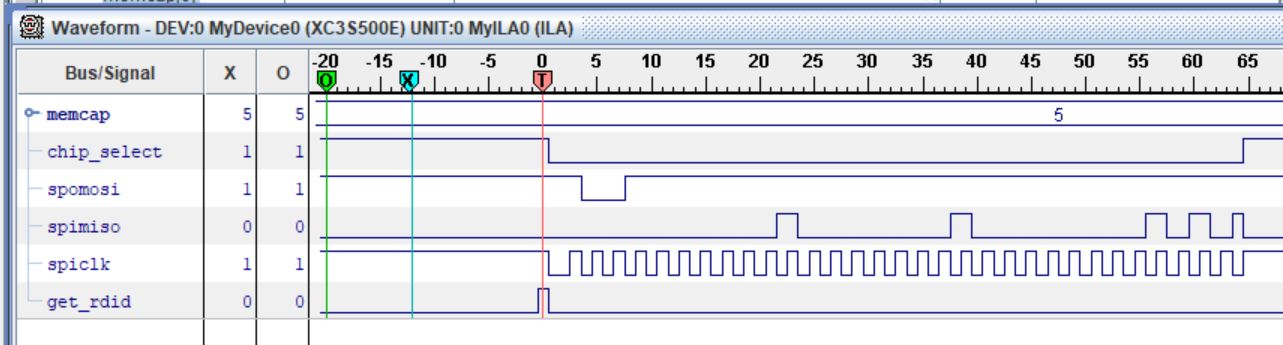 Waveform - DEV:0 MyDevice0 (XC3S500E) UNIT:0 MyILA0 (ILA)
Bus/Signal X O -20 -15 -10 -5 0 5 10 15 20 25 30 35 40 45 50 55 60 65
O X T
memcap 5 5 5
chip_select 1 1
spomosi 1 1
spimiso 0 0
spiclk 1 1
get_rdid 0 0